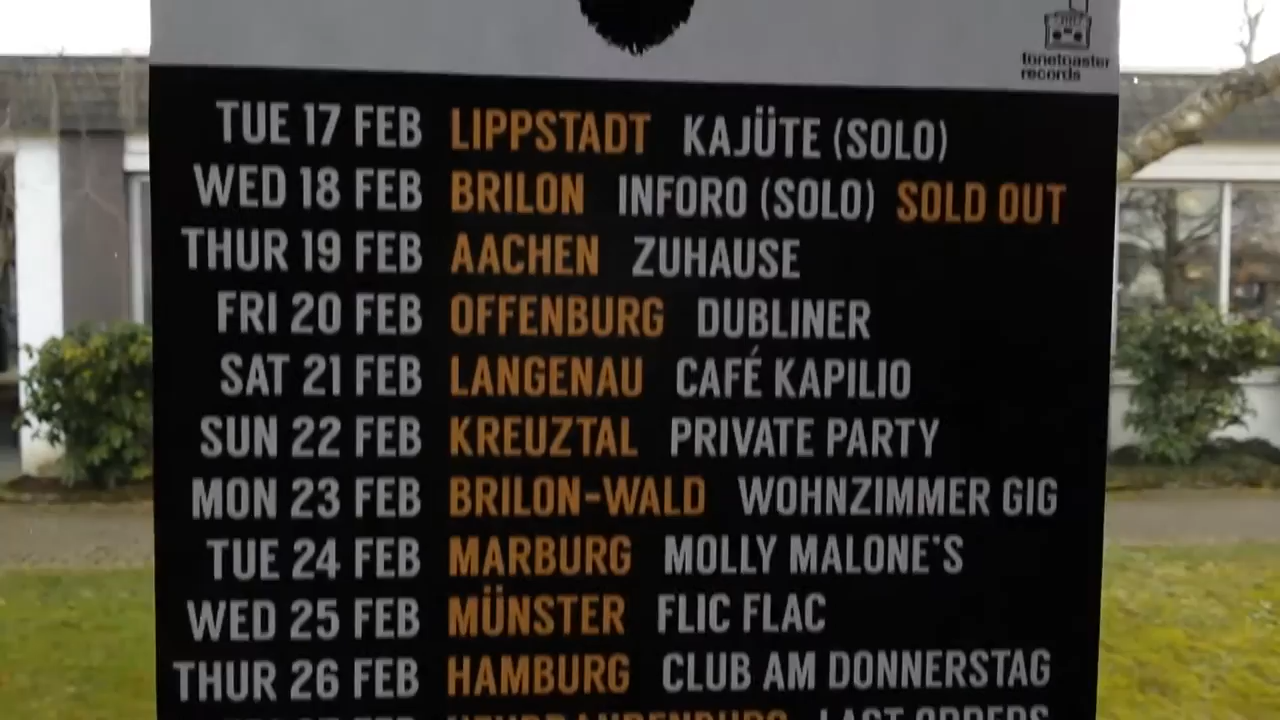 tonetoaster
records
TUE 17 FEB LIPPSTADT KAJÜTE (SOLO)
WED 18 FEB BRILON INFORO (SOLO) SOLD OUT
THUR 19 FEB AACHEN ZUHAUSE
FRI 20 FEB OFFENBURG DUBLINER
SAT 21 FEB LANGENAU CAFÉ KAPILIO
SUN 22 FEB KREUZTAL PRIVATE PARTY
MON 23 FEB BRILON-WALD WOHNZIMMER GIG
TUE 24 FEB MARBURG MOLLY MALONE'S
WED 25 FEB MÜNSTER FLIC FLAC
THUR 26 FEB HAMBURG CLUB AM DONNERSTAG